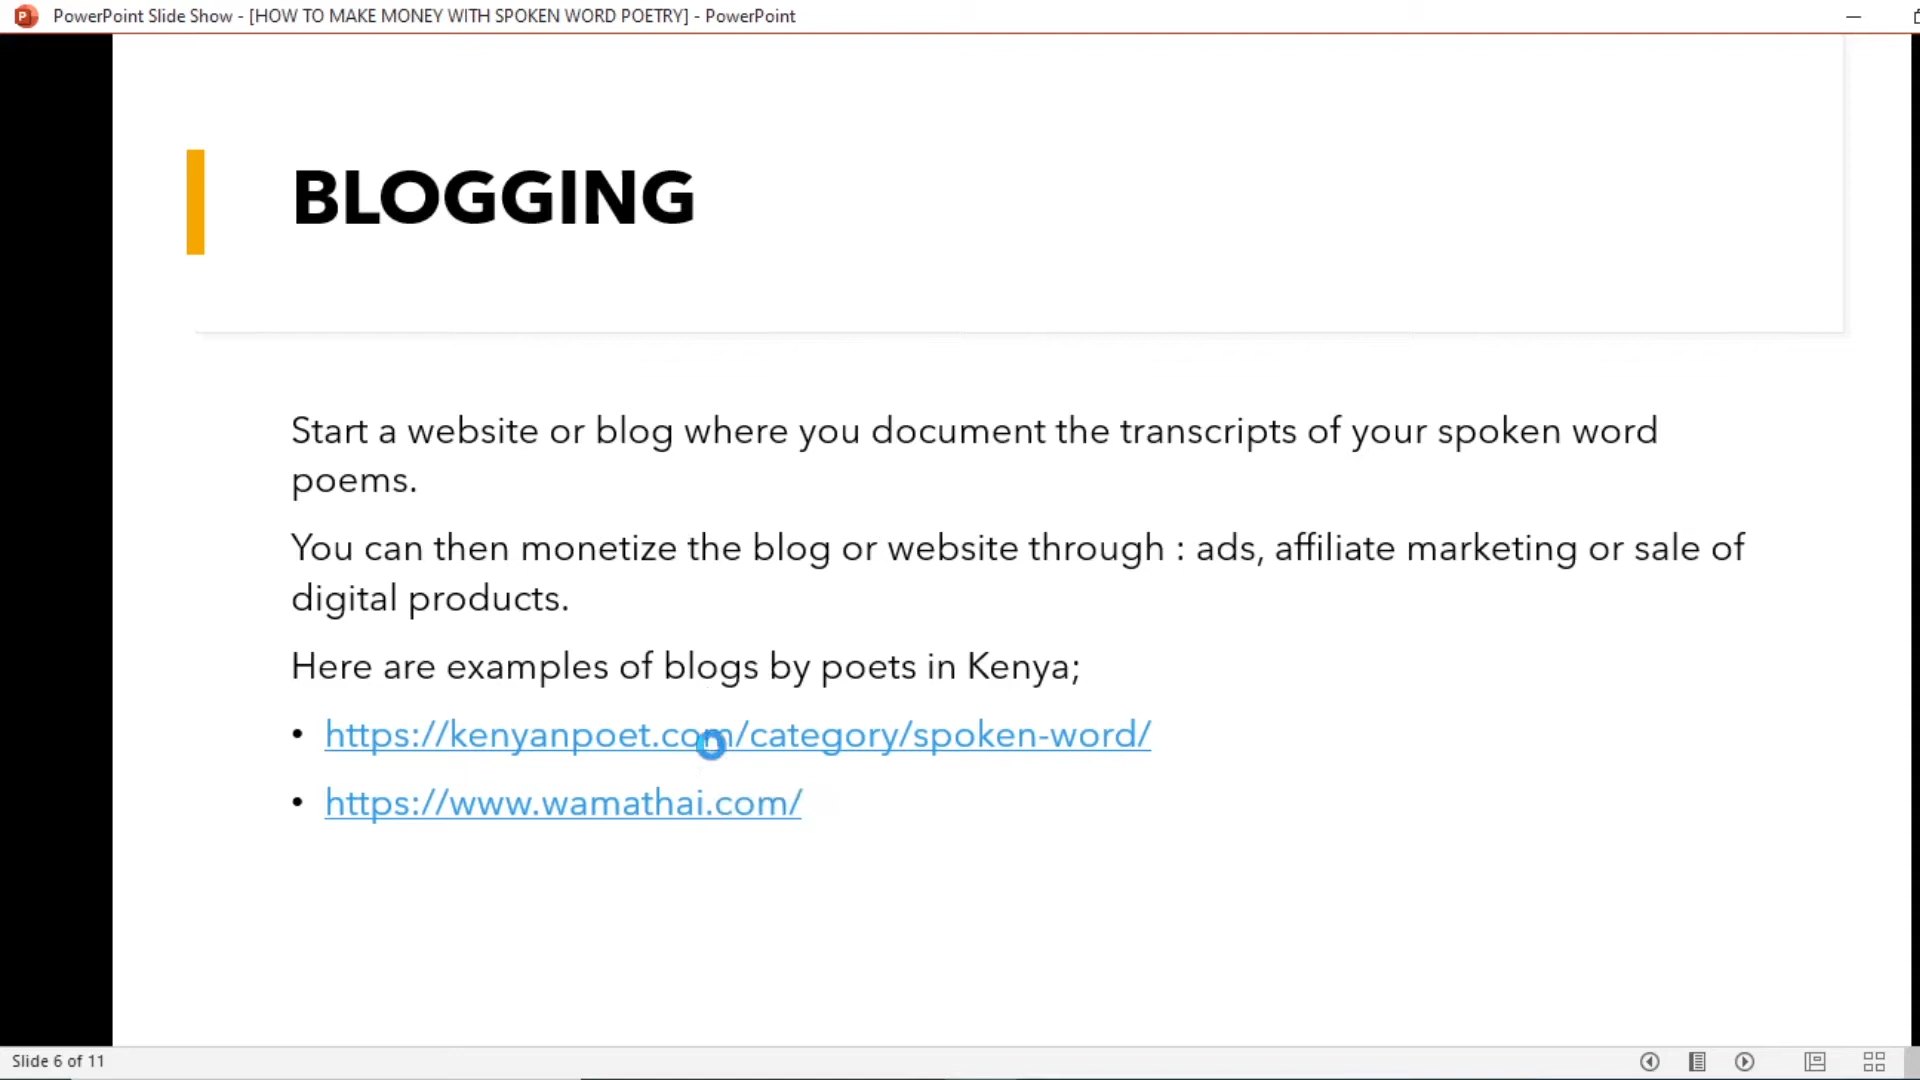 PowerPoint Slide Show - [HOW TO MAKE MONEY WITH SPOKEN WORD POETRY] - PowerPoint
BLOGGING
Start a website or blog where you document the transcripts of your spoken word
poems.
You can then monetize the blog or website through : ads, affiliate marketing or sale of
digital products.
Here are examples of blogs by poets in Kenya;
• https://kenyanpoet.com/category/spoken-word/
• https://www.wamathai.com/
Slide 6 of 11